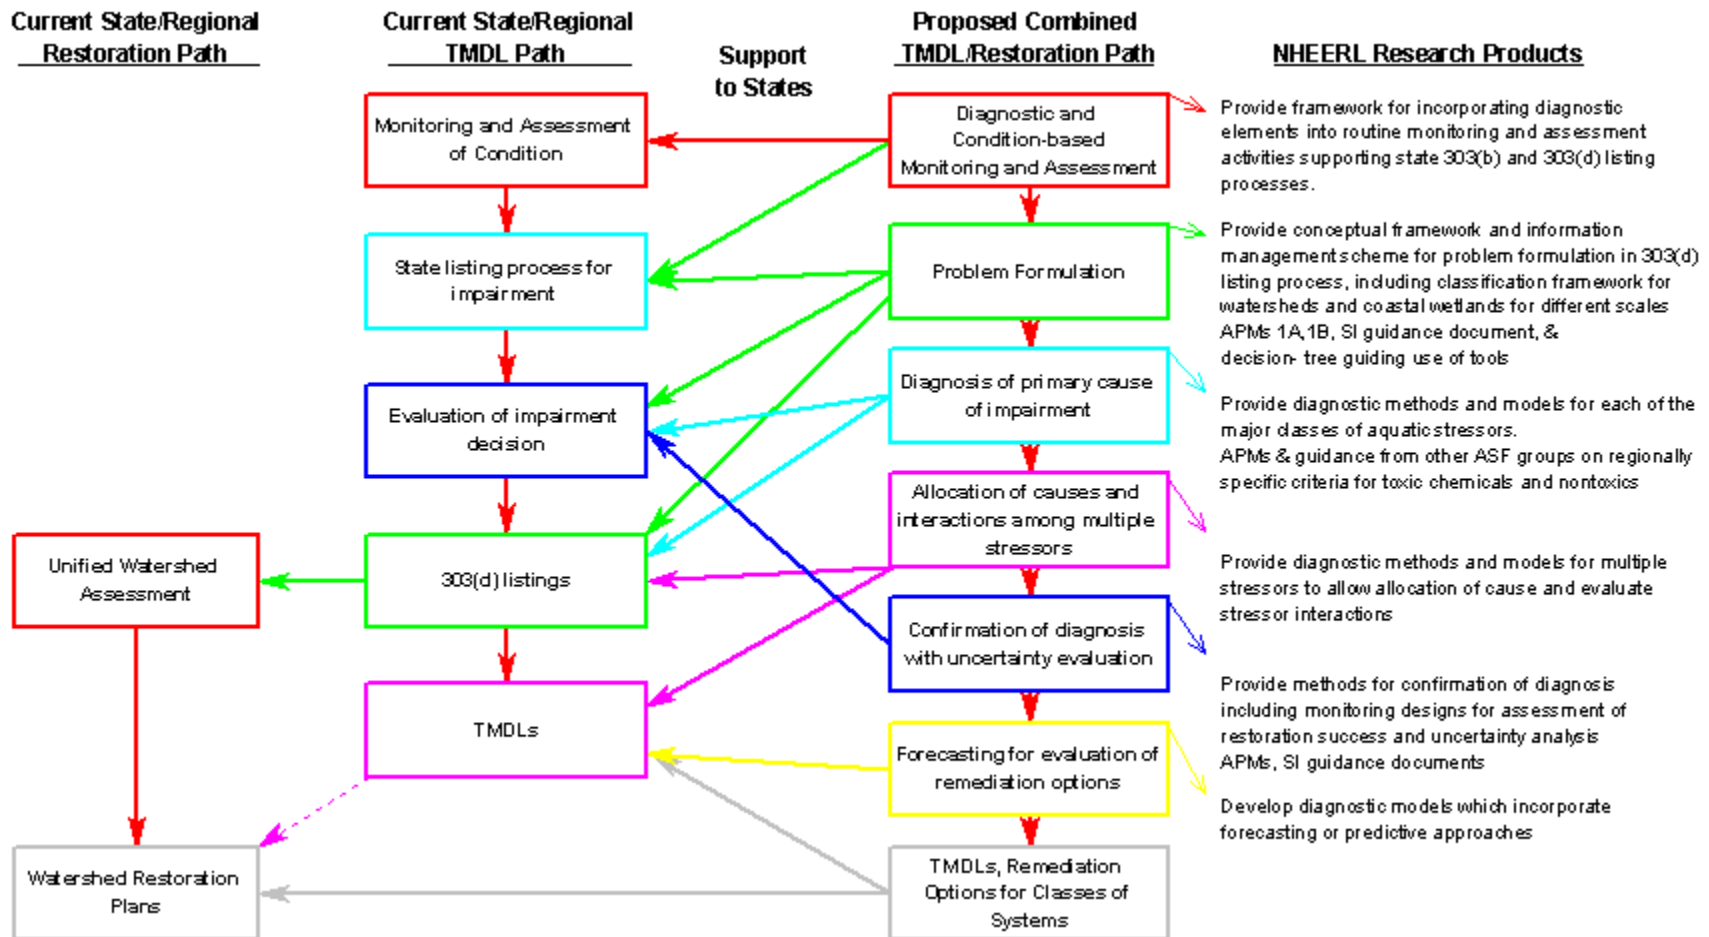 Current State/Regional
Restoration Path
Current State/Regional
TMDL Path
Support
to States
Proposed Combined
TMDL/Restoration Path
NHEERL Research Products
Unified Watershed
Assessment
Watershed Restoration
Plans
Monitoring and Assessment
of Condition
State listing process for
impairment
Evaluation of impairment
decision
303(d) listings
TMDLs
Diagnostic and
Condition-based
Monitoring and Assessment
Problem Formulation
Diagnosis of primary cause
of impairment
Allocation of causes and
interactions among multiple
stressors
Confirmation of diagnosis
with uncertainty evaluation
Forecasting for evaluation of
remediation options
TMDLs, Remediation
Options for Classes of
Systems
Provide framework for incorporating diagnostic
elements into routine monitoring and assessment
activities supporting state 303(b) and 303(d) listing
processes.
Provide conceptual framework and information
management scheme for problem formulation in 303(d)
listing process, including classification framework for
watersheds and coastal wetlands for different scales
APMs 1A,1B, SI guidance document, &
decision- tree guiding use of tools
Provide diagnostic methods and models for each of the
major classes of aquatic stressors.
APMs & guidance from other ASF groups on regionally
specific criteria for toxic chemicals and nontoxics
Provide diagnostic methods and models for multiple
stressors to allow allocation of cause and evaluate
stressor interactions
Provide methods for confirmation of diagnosis
including monitoring designs for assessment of
restoration success and uncertainty analysis
APMs, SI guidance documents
Develop diagnostic models which incorporate
forecasting or predictive approaches